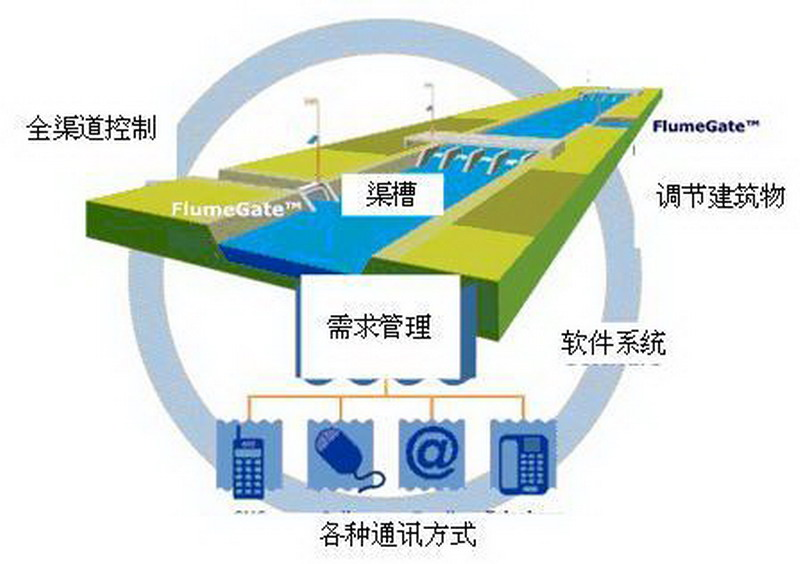 全渠道控制
FlumeGate™
调节建筑物
渠槽
FlumeGate™
需求管理
软件系统
@
各种通讯方式